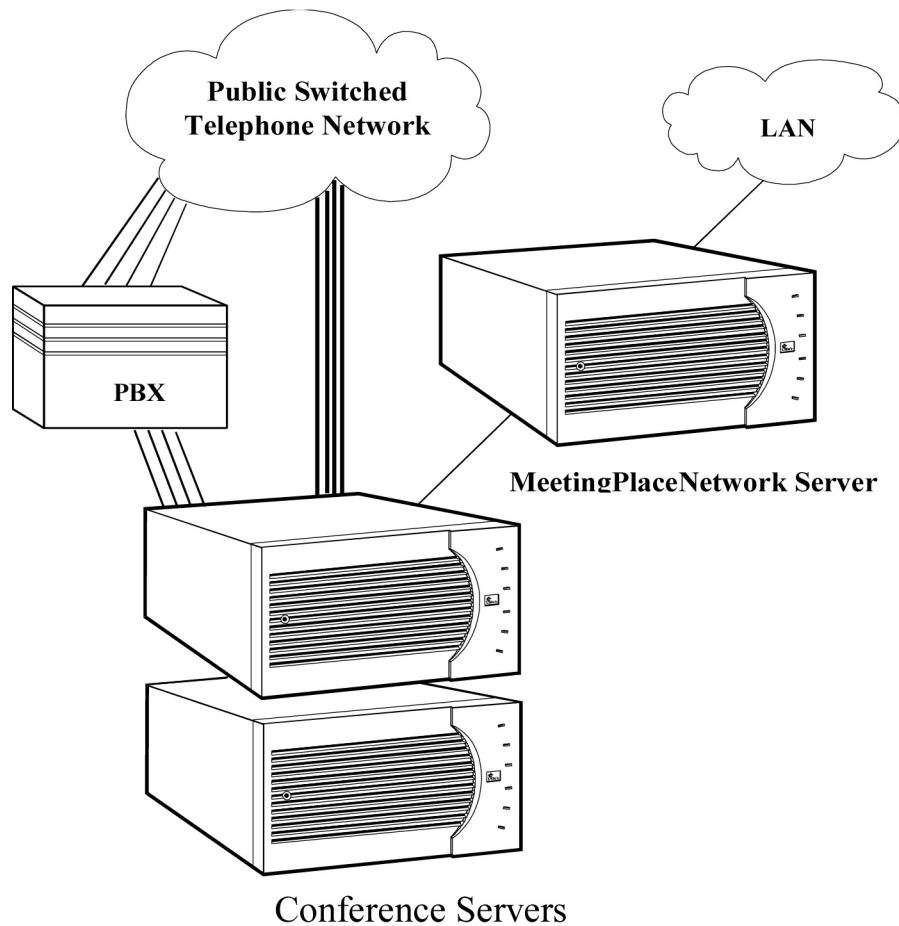 Public Switched
Telephone Network
LAN
PBX
MeetingPlaceNetwork Server
Conference Servers